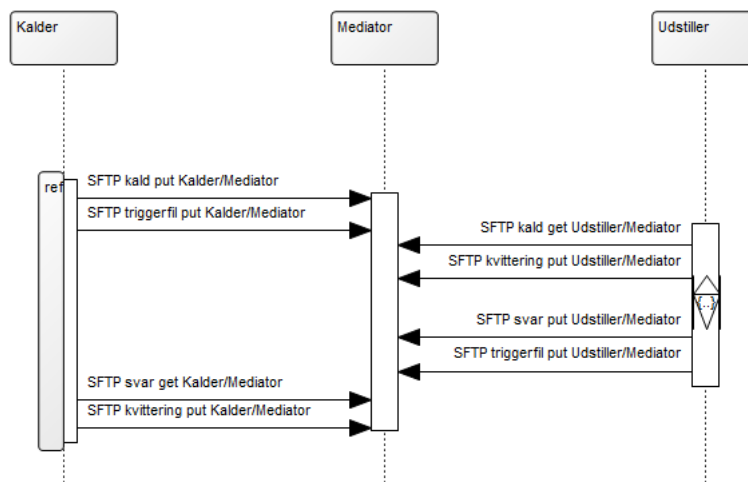 Kalder
Mediator
Udstiller
ref
SFTP kald put Kalder/Mediator
SFTP triggerfil put Kalder/Mediator
SFTP kald get Udstiller/Mediator
SFTP kvittering put Udstiller/Mediator
{..}
SFTP svar put Udstiller/Mediator
SFTP triggerfil put Udstiller/Mediator
SFTP svar get Kalder/Mediator
SFTP kvittering put Kalder/Mediator